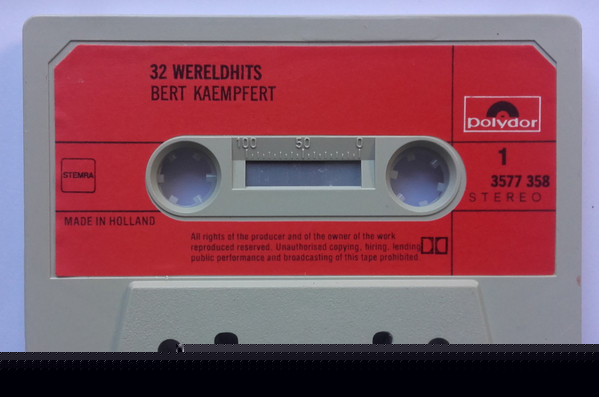 32 WERELDHITS
BERT KAEMPFERT
polydor
100 50 0
1
STEMRA
3577 358
STEREO
MADE IN HOLLAND
All rights of the producer and of the owner of the work
reproduced reserved. Unauthorised copying, hiring, lending
public performance and broadcasting of this tape prohibited.